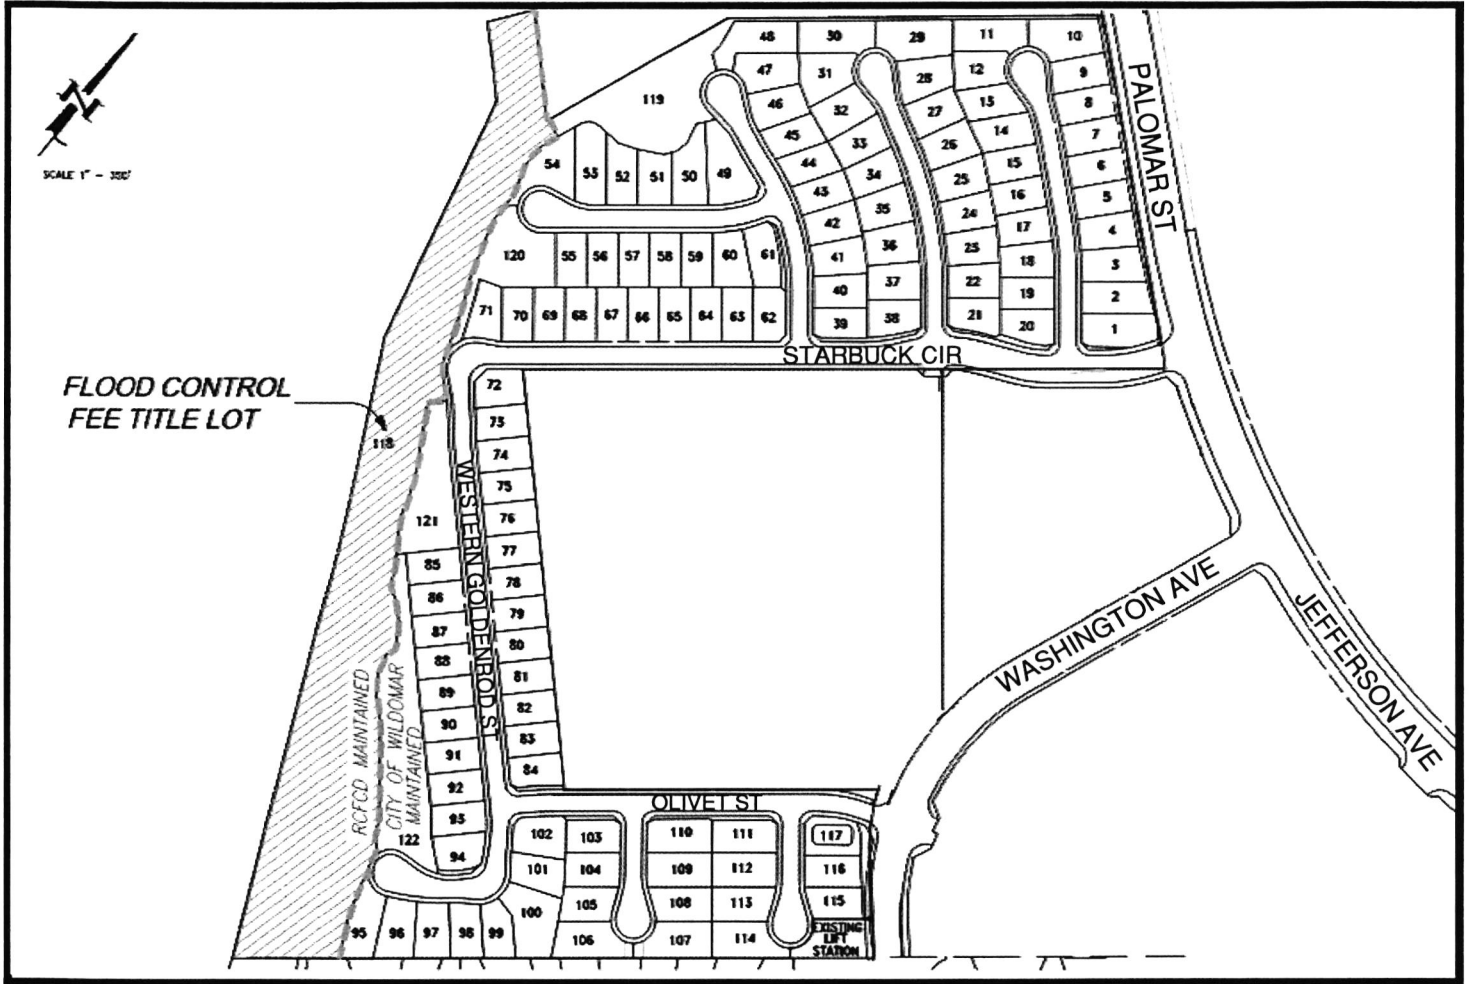 N
SCALE 1" - 350'
48 30 29 11 10
47 31 28 12 9
119 46 32 27 13 8
45 33 26 14 7
54 53 52 51 50 49 44 34 25 15 6
43 35 24 16 5
42 36 23 17 4
120 55 56 57 58 59 60 61 41 37 22 18 3
71 70 69 68 67 66 65 64 63 62 40 38 21 19 2
39 20 1
PALOMAR ST
STARBUCK CIR
FLOOD CONTROL
FEE TITLE LOT
118
72
73
74
75
121 76
85 77
86 78
87 79
88 80
89 81
90 82
91 83
92 84
93
94
122
WESTERN GOLDENROD ST
RCFCD MAINTAINED
CITY OF WILDOMAR
MAINTAINED
WASHINGTON AVE
JEFFERSON AVE
OLIVET ST
102 103 110 111 117
101 104 109 112 116
100 105 108 113 115
95 96 97 98 99 106 107 114
EXISTING
LIFT
STATION